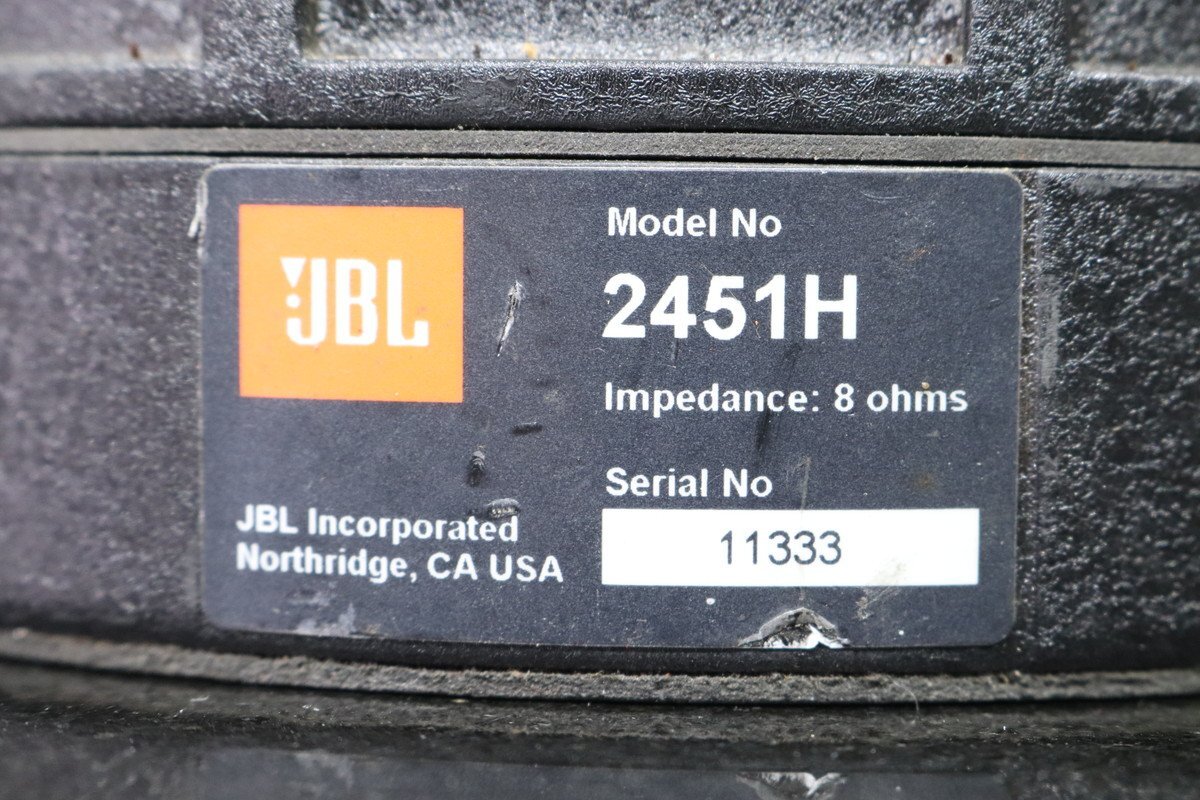 JBL
Model No
2451H
Impedance: 8 ohms
Serial No
11333
JBL Incorporated
Northridge, CA USA